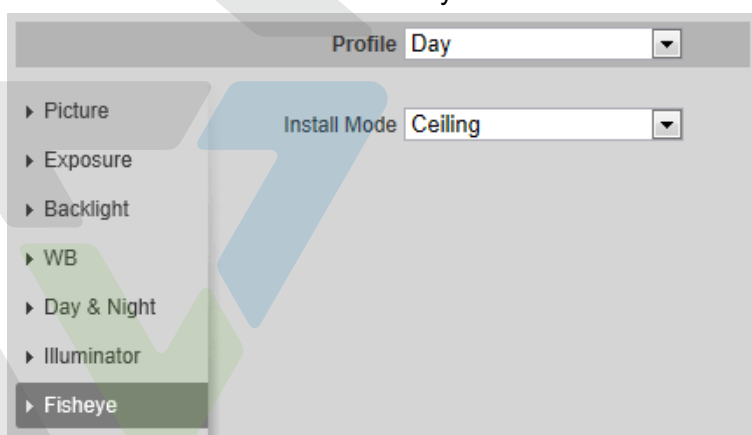 Profile Day
Picture
Install Mode Ceiling
Exposure
Backlight
WB
Day & Night
Illuminator
Fisheye